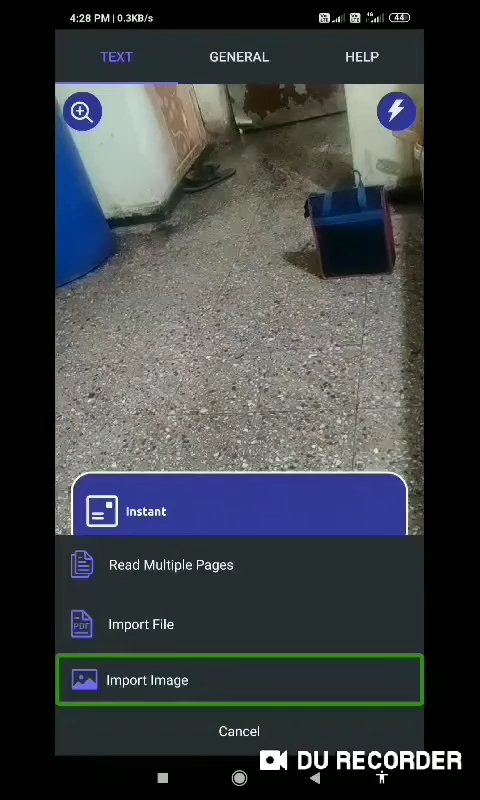 4:28 PM | 0.3KB/s
44
TEXT GENERAL HELP
Instant
Read Multiple Pages
PDF
Import File
Import Image
Cancel
DU RECORDER